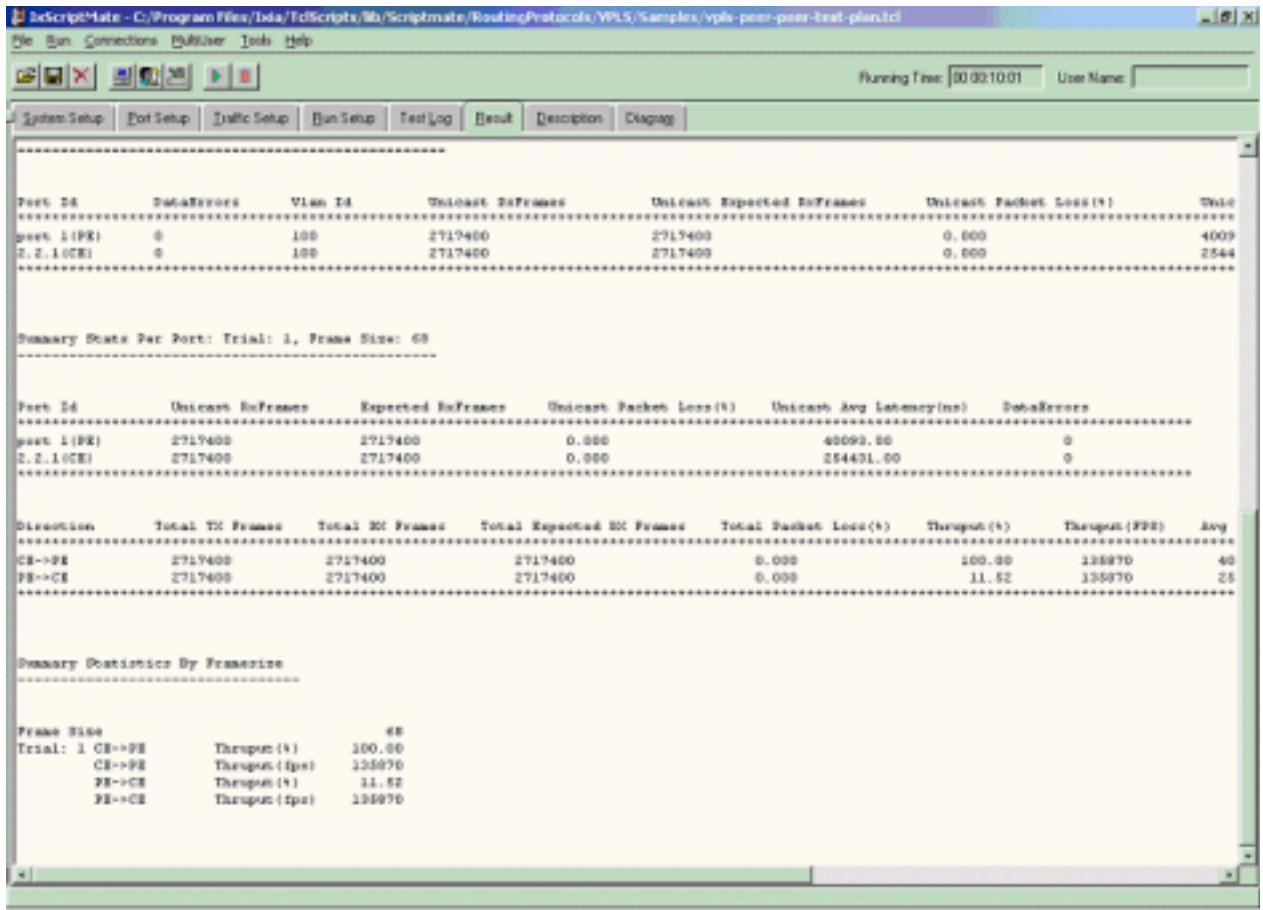 IxScriptMate - C:/Program Files/Ixia/TclScripts/lib/Scriptmate/RoutingProtocols/VPLS/Samples/vpls-peer-peer-test-plan.tcl
File Run Connections MultiUser Tools Help
Running Time: 00 00:10:01 User Name:
System Setup Port Setup Traffic Setup Run Setup Test Log Result Description Diagram
Port Id DataErrors Vlan Id Unicast RxFrames Unicast Expected RxFrames Unicast Packet Loss(%) Unic
port 1(PE) 0 100 2717400 2717400 0.000 4009
2.2.1(CE) 0 100 2717400 2717400 0.000 2544
Summary Stats Per Port: Trial: 1, Frame Size: 68
Port Id Unicast RxFrames Expected RxFrames Unicast Packet Loss(%) Unicast Avg Latency(ns) DataErrors
port 1(PE) 2717400 2717400 0.000 40093.00 0
2.2.1(CE) 2717400 2717400 0.000 254431.00 0
Direction Total TX Frames Total RX Frames Total Expected RX Frames Total Packet Loss(%) Thruput(%) Thruput(FPS) Avg
CE->PE 2717400 2717400 2717400 0.000 100.00 135870 40
PE->CE 2717400 2717400 2717400 0.000 11.52 135870 25
Summary Statistics By Framesize
Frame Size 68
Trial: 1 CE->PE Thruput(%) 100.00
CE->PE Thruput(fps) 135870
PE->CE Thruput(%) 11.52
PE->CE Thruput(fps) 135870